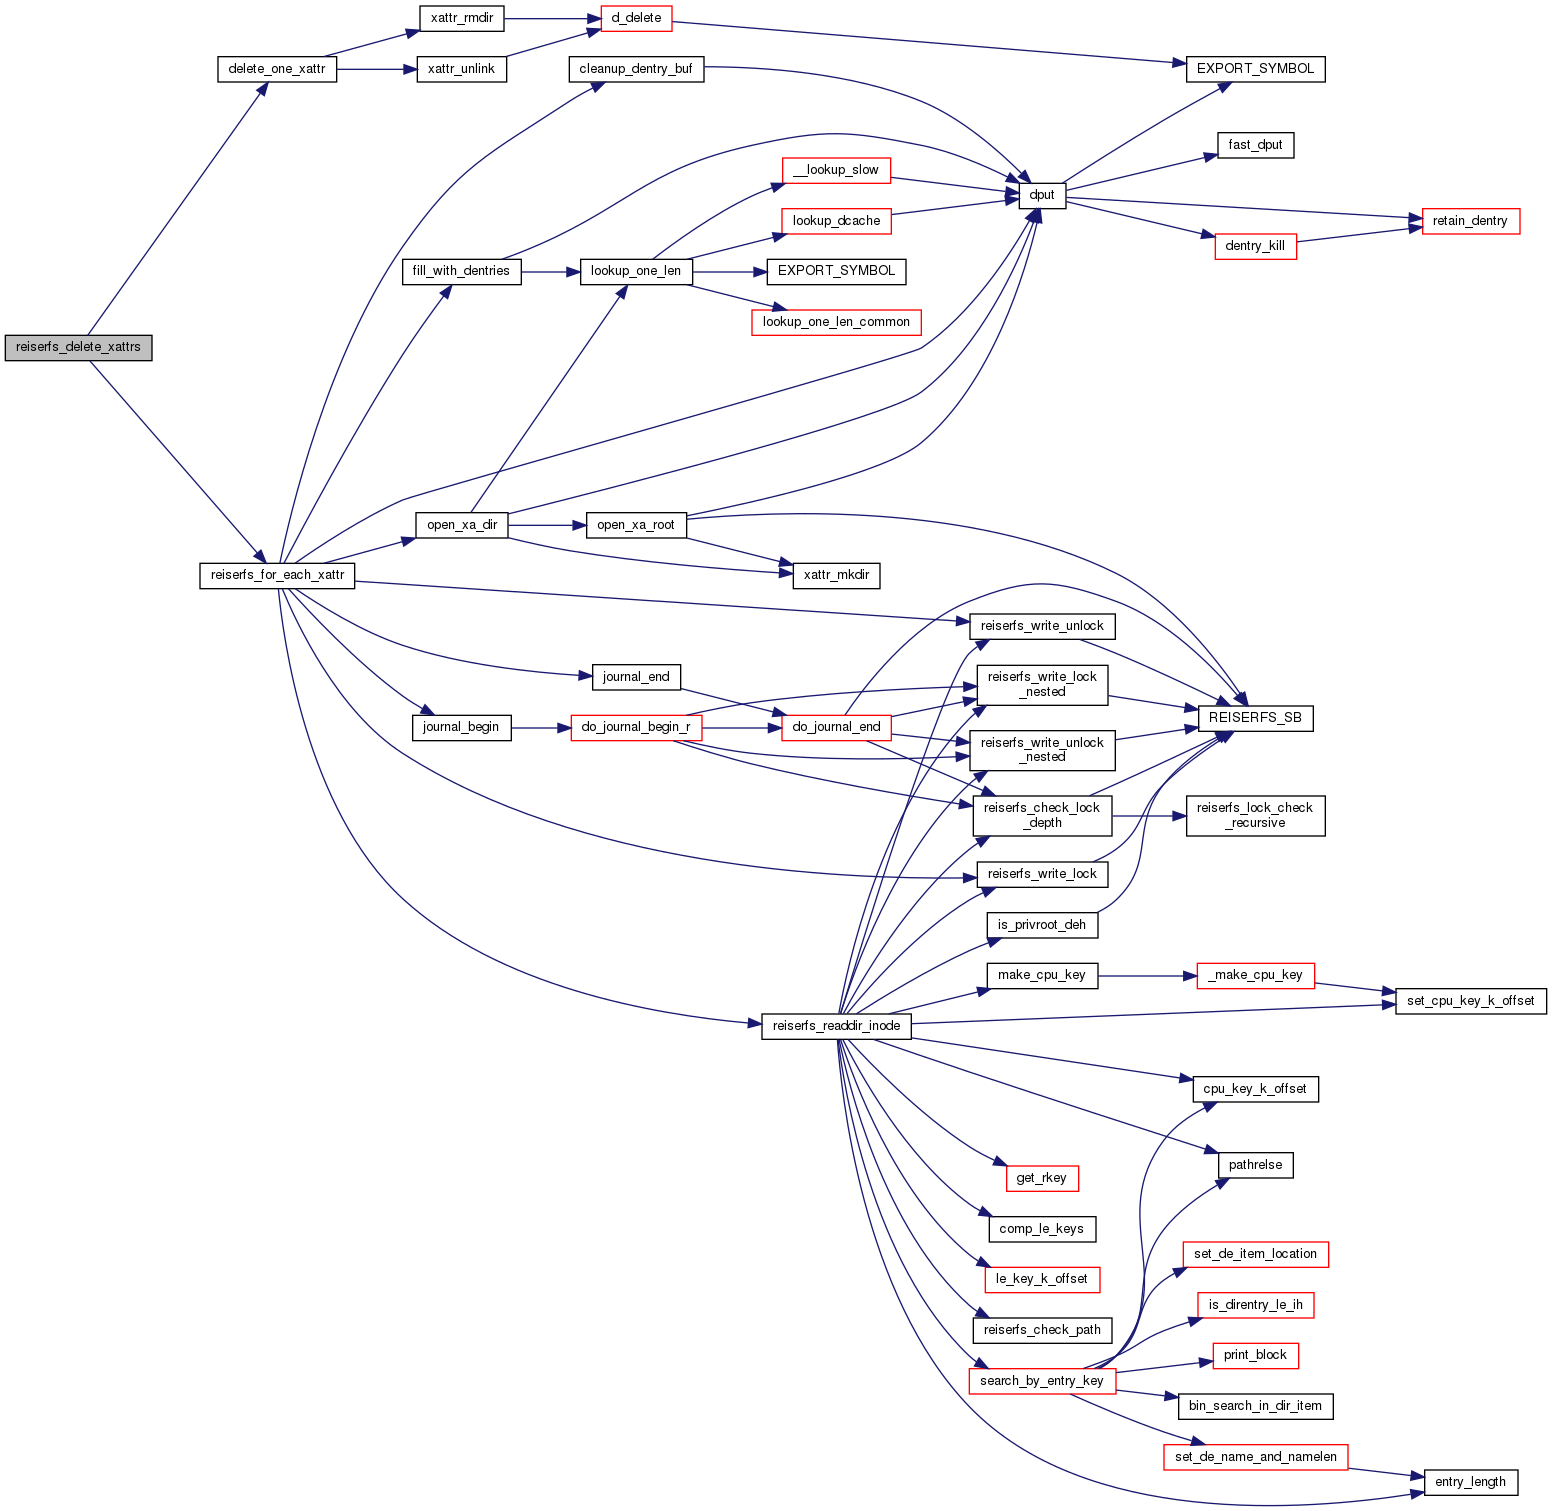 xattr_rmdir
d_delete
delete_one_xattr
xattr_unlink
cleanup_dentry_buf
EXPORT_SYMBOL
fast_dput
__lookup_slow
dput
lookup_dcache
retain_dentry
dentry_kill
fill_with_dentries
lookup_one_len
EXPORT_SYMBOL
lookup_one_len_common
reiserfs_delete_xattrs
open_xa_dir
open_xa_root
reiserfs_for_each_xattr
xattr_mkdir
reiserfs_write_unlock
journal_end
reiserfs_write_lock
_nested
journal_begin
do_journal_begin_r
do_journal_end
REISERFS_SB
reiserfs_write_unlock
_nested
reiserfs_check_lock
_depth
reiserfs_lock_check
_recursive
reiserfs_write_lock
is_privroot_deh
make_cpu_key
_make_cpu_key
set_cpu_key_k_offset
reiserfs_readdir_inode
cpu_key_k_offset
pathrelse
get_rkey
comp_le_keys
set_de_item_location
le_key_k_offset
is_direntry_le_ih
reiserfs_check_path
print_block
search_by_entry_key
bin_search_in_dir_item
set_de_name_and_namelen
entry_length